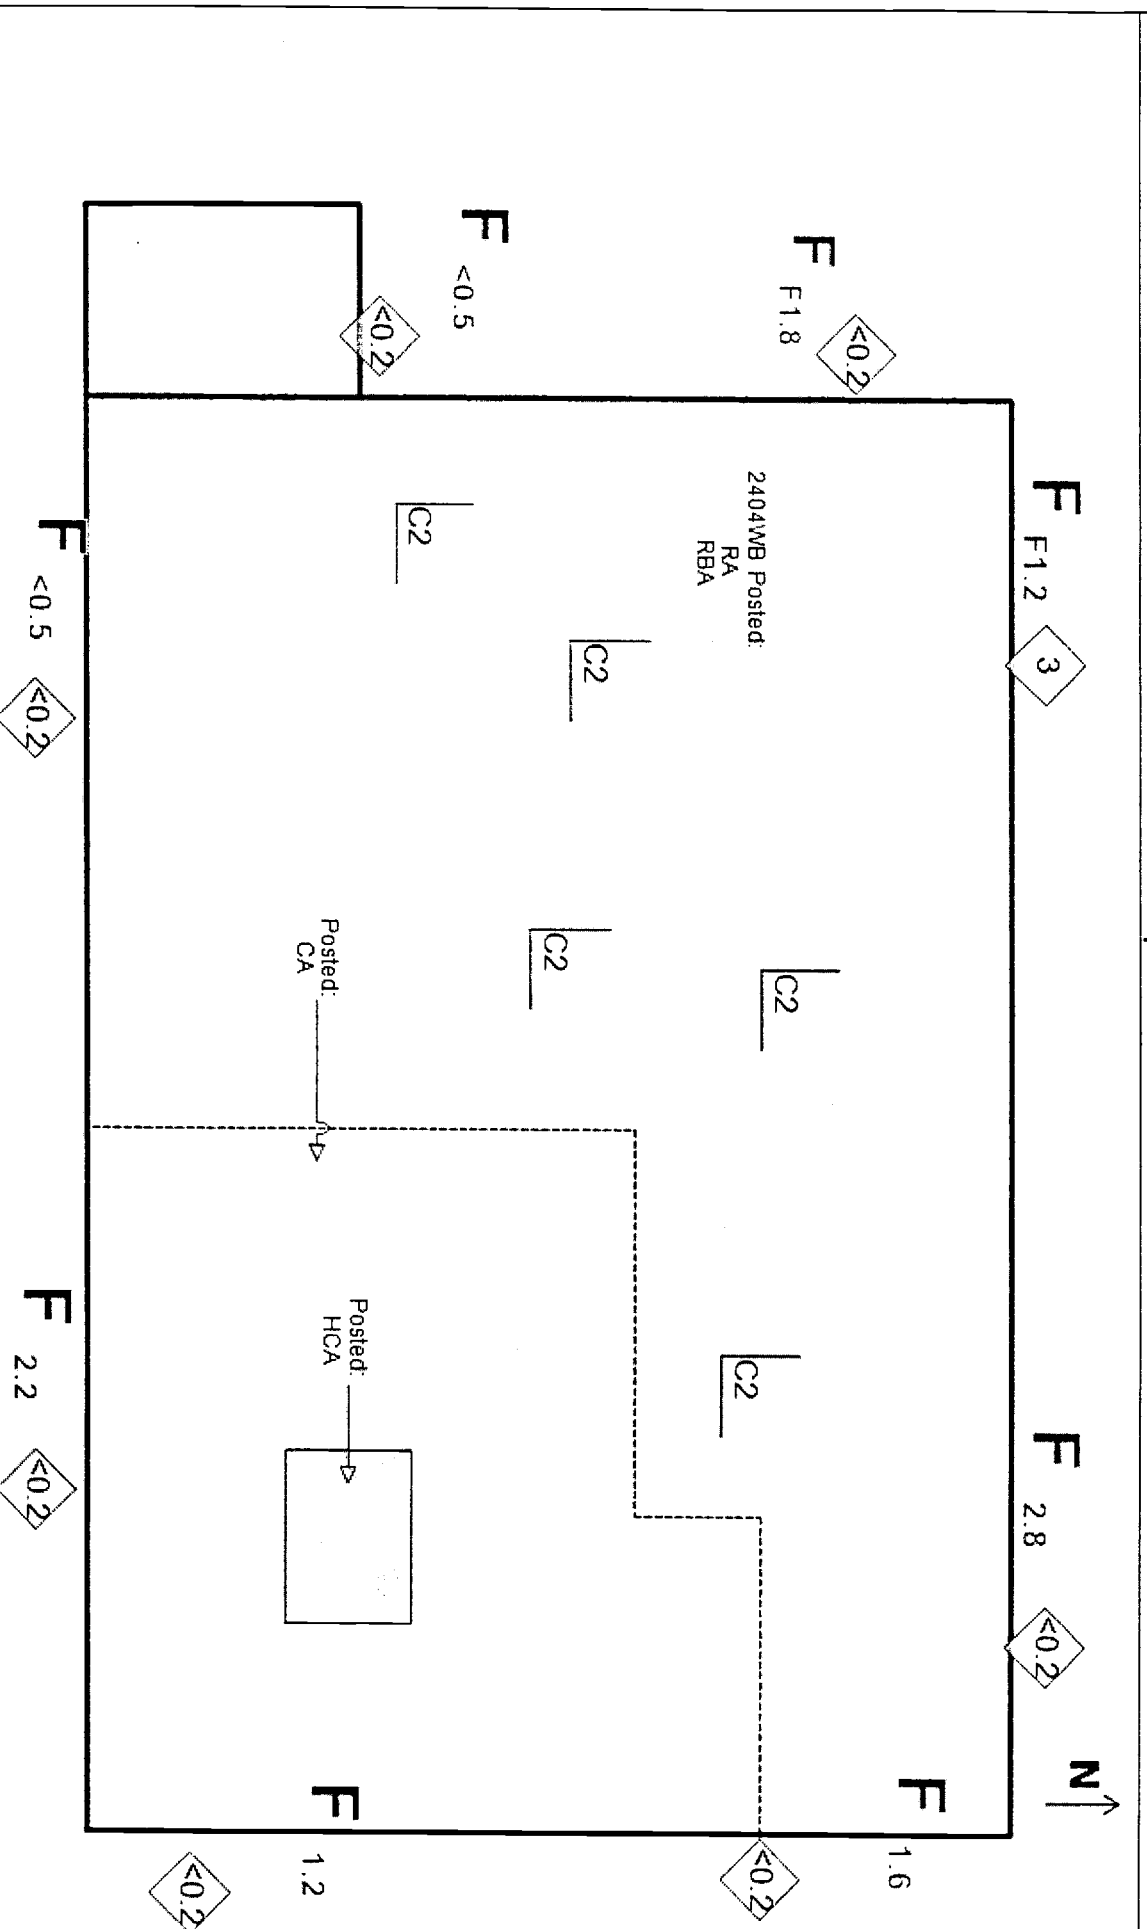 F F1.2 3
F 2.8 <0.2
N
F 1.6
<0.2
F F1.8
C2
2404WB Posted:
RA
RBA
<0.2
C2
C2
C2
F <0.5
C2
<0.2
Posted:
HCA
Posted:
CA
F 1.2
<0.2
F <0.5 <0.2
F 2.2 <0.2